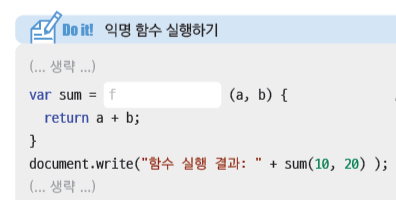 Do it! 익명 함수 실행하기
(... 생략 ...)
var sum = f (a, b) {
return a + b;
}
document.write("함수 실행 결과: " + sum(10, 20) );
(... 생략 ...)